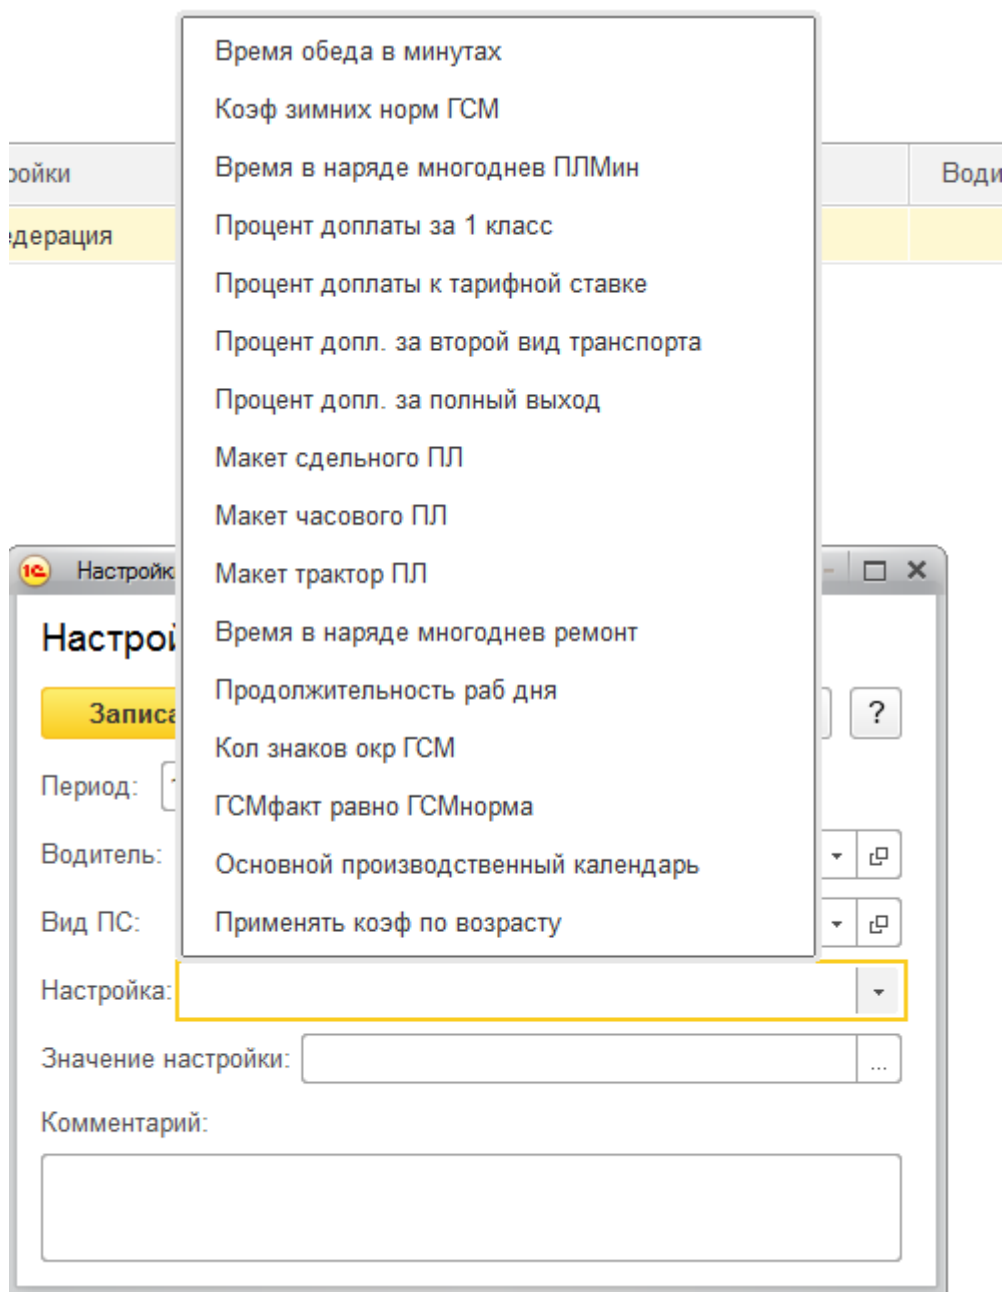 Время обеда в минутах
Коэф зимних норм ГСМ
Время в наряде многоднев ПЛМин
Процент доплаты за 1 класс
Процент доплаты к тарифной ставке
Процент допл. за второй вид транспорта
Процент допл. за полный выход
Макет сдельного ПЛ
Макет часового ПЛ
Макет трактор ПЛ
Время в наряде многоднев ремонт
Продолжительность раб дня
Кол знаков окр ГСМ
ГСМфакт равно ГСМнорма
Основной производственный календарь
Применять коэф по возрасту
ройки
Води
едерация
1С Настройк
Настрой
Записа
?
Период:
Водитель:
Вид ПС:
Настройка:
Значение настройки:
...
Комментарий: